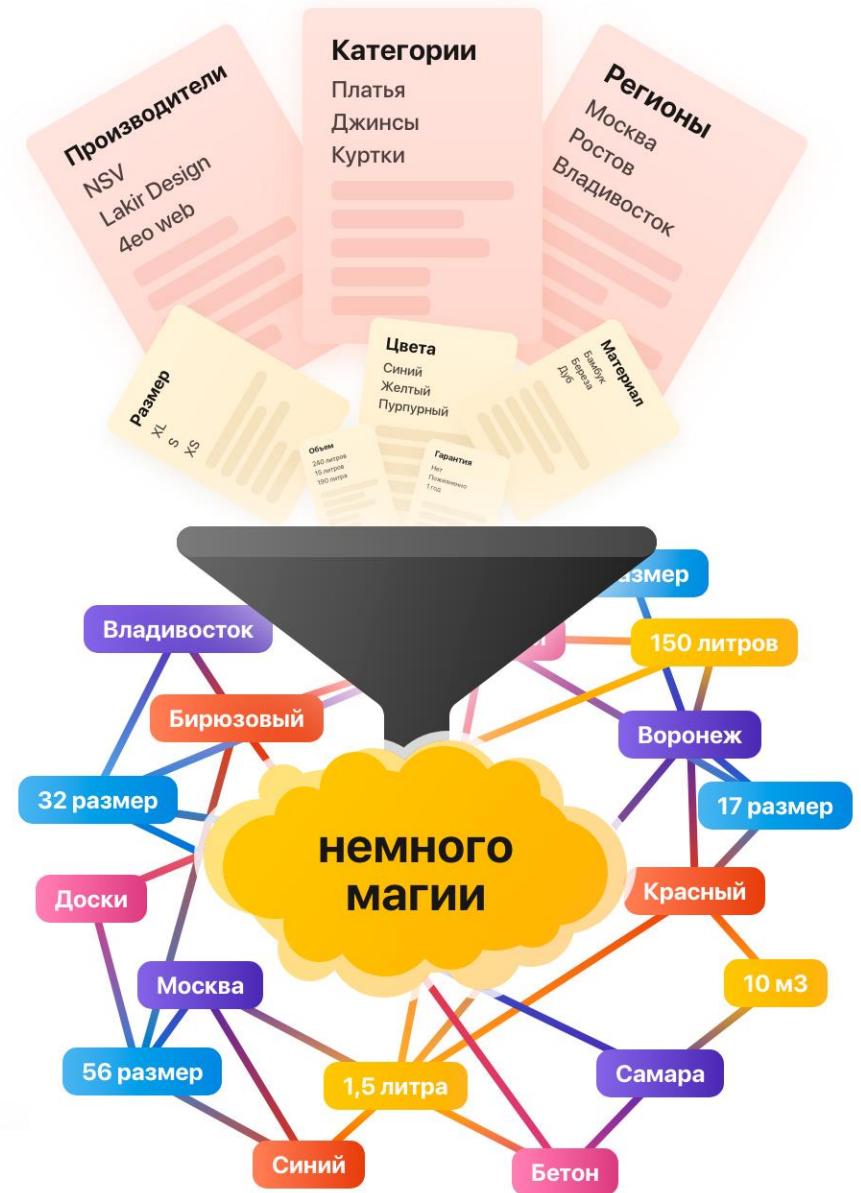 Производители
NSV
Lakir Design
4eo web
Категории
Платья
Джинсы
Куртки
Регионы
Москва
Ростов
Владивосток
Размер
XL
S
XS
Цвета
Синий
Желтый
Пурпурный
Материал
Бамбук
Береза
Дуб
Объем
240 литров
15 литров
190 литра
Гарантия
Нет
Пожизненно
1 год
Владивосток
150 литров
Бирюзовый
Воронеж
32 размер
17 размер
немного
магии
Доски
Красный
Москва
10 м3
56 размер
1,5 литра
Самара
Синий
Бетон